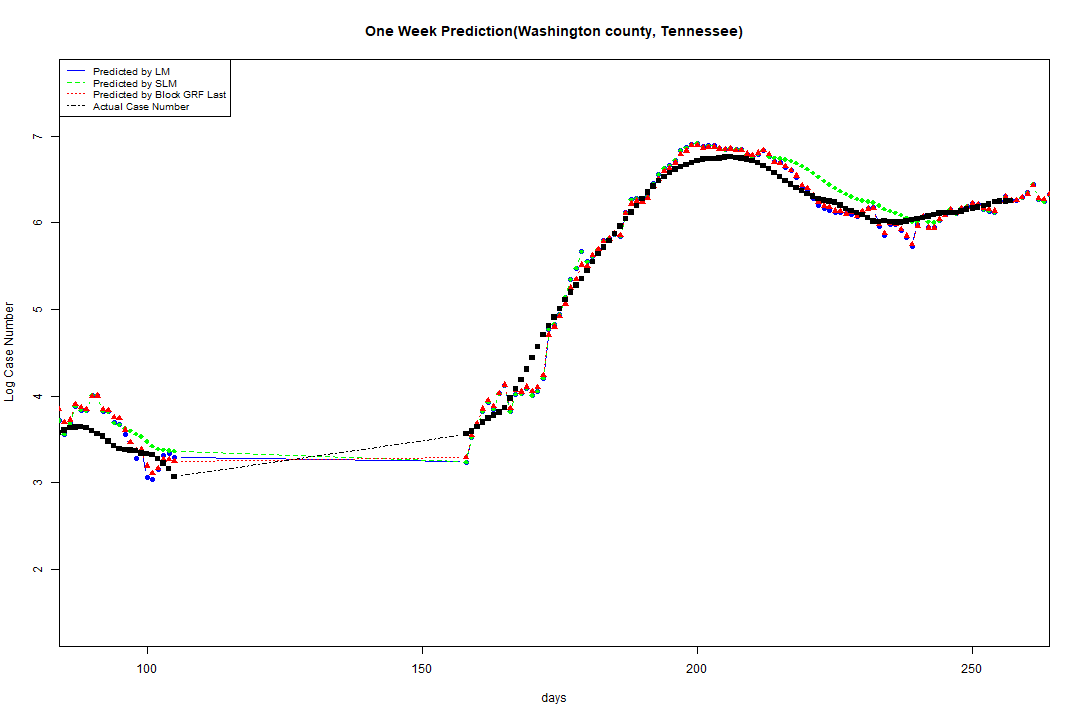 One Week Prediction(Washington county, Tennessee)
Predicted by LM
Predicted by SLM
Predicted by Block GRF Last
Actual Case Number
7
6
5
4
3
2
Log Case Number
100 150 200 250
days